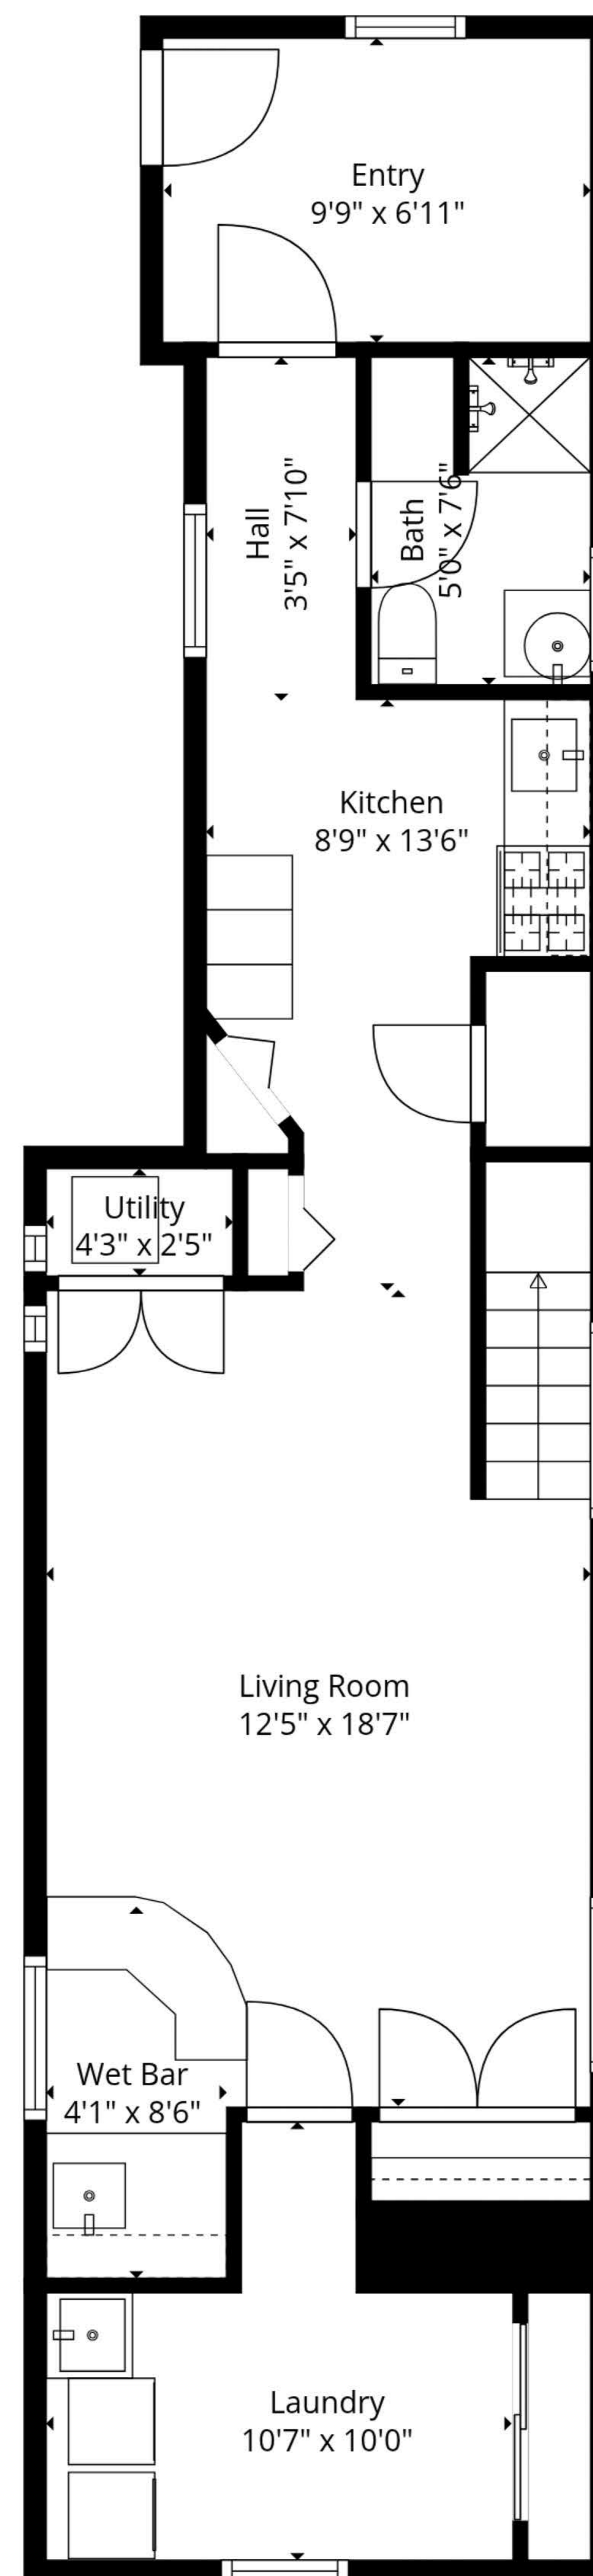 Entry
9'9" x 6'11"
Hall
3'5" x 7'10"
Bath
5'0" x 7'6"
Kitchen
8'9" x 13'6"
Utility
4'3" x 2'5"
Living Room
12'5" x 18'7"
Wet Bar
4'1" x 8'6"
Laundry
10'7" x 10'0"